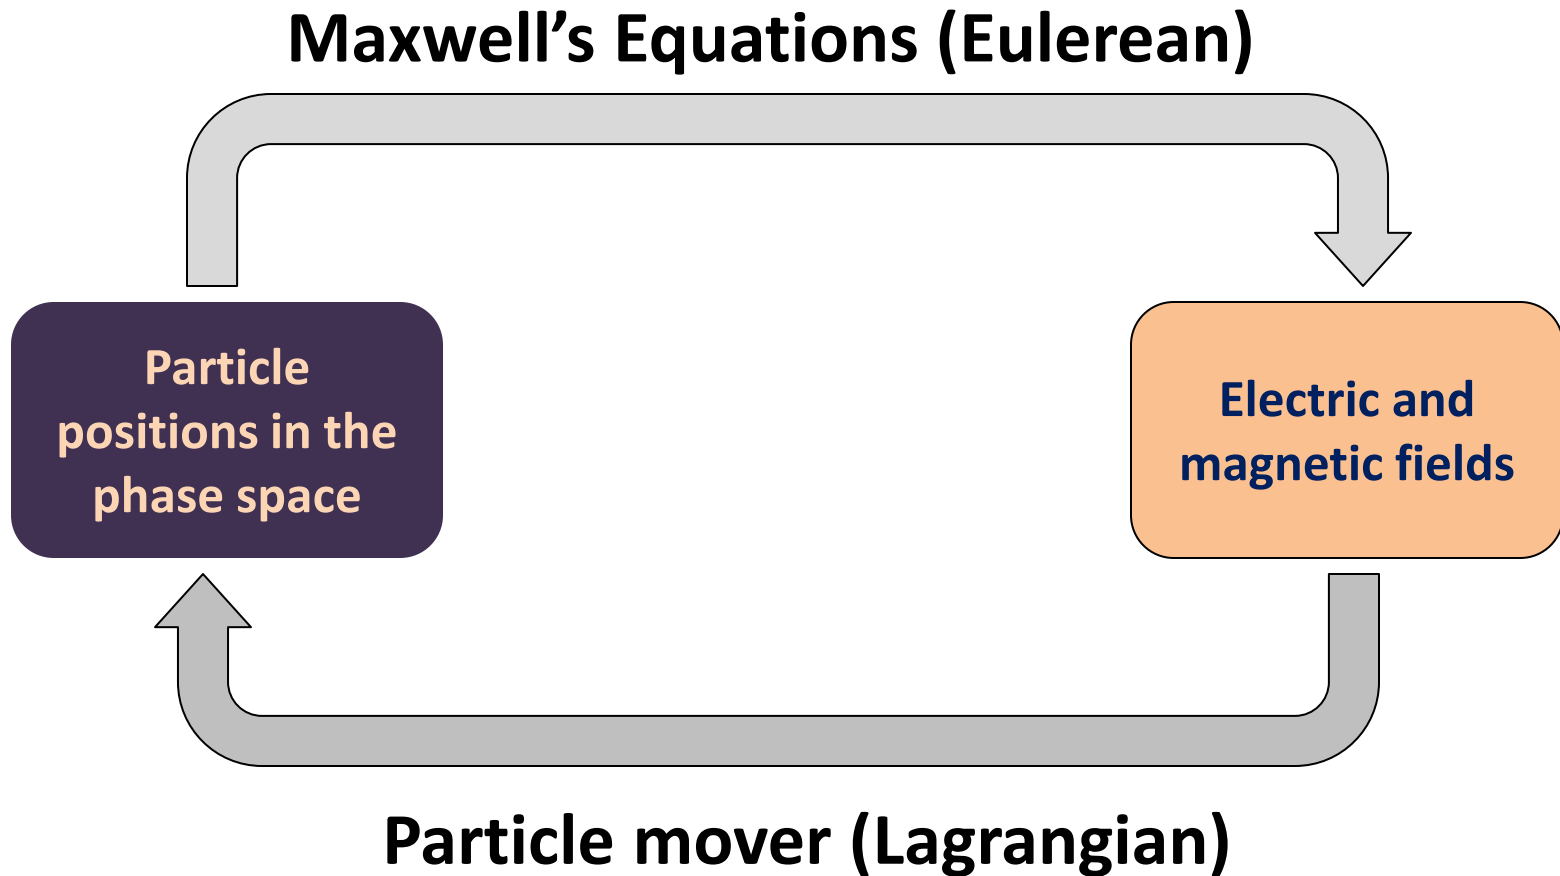 Maxwell’s Equations (Eulerean)
Particle
positions in the
phase space
Electric and
magnetic fields
Particle mover (Lagrangian)